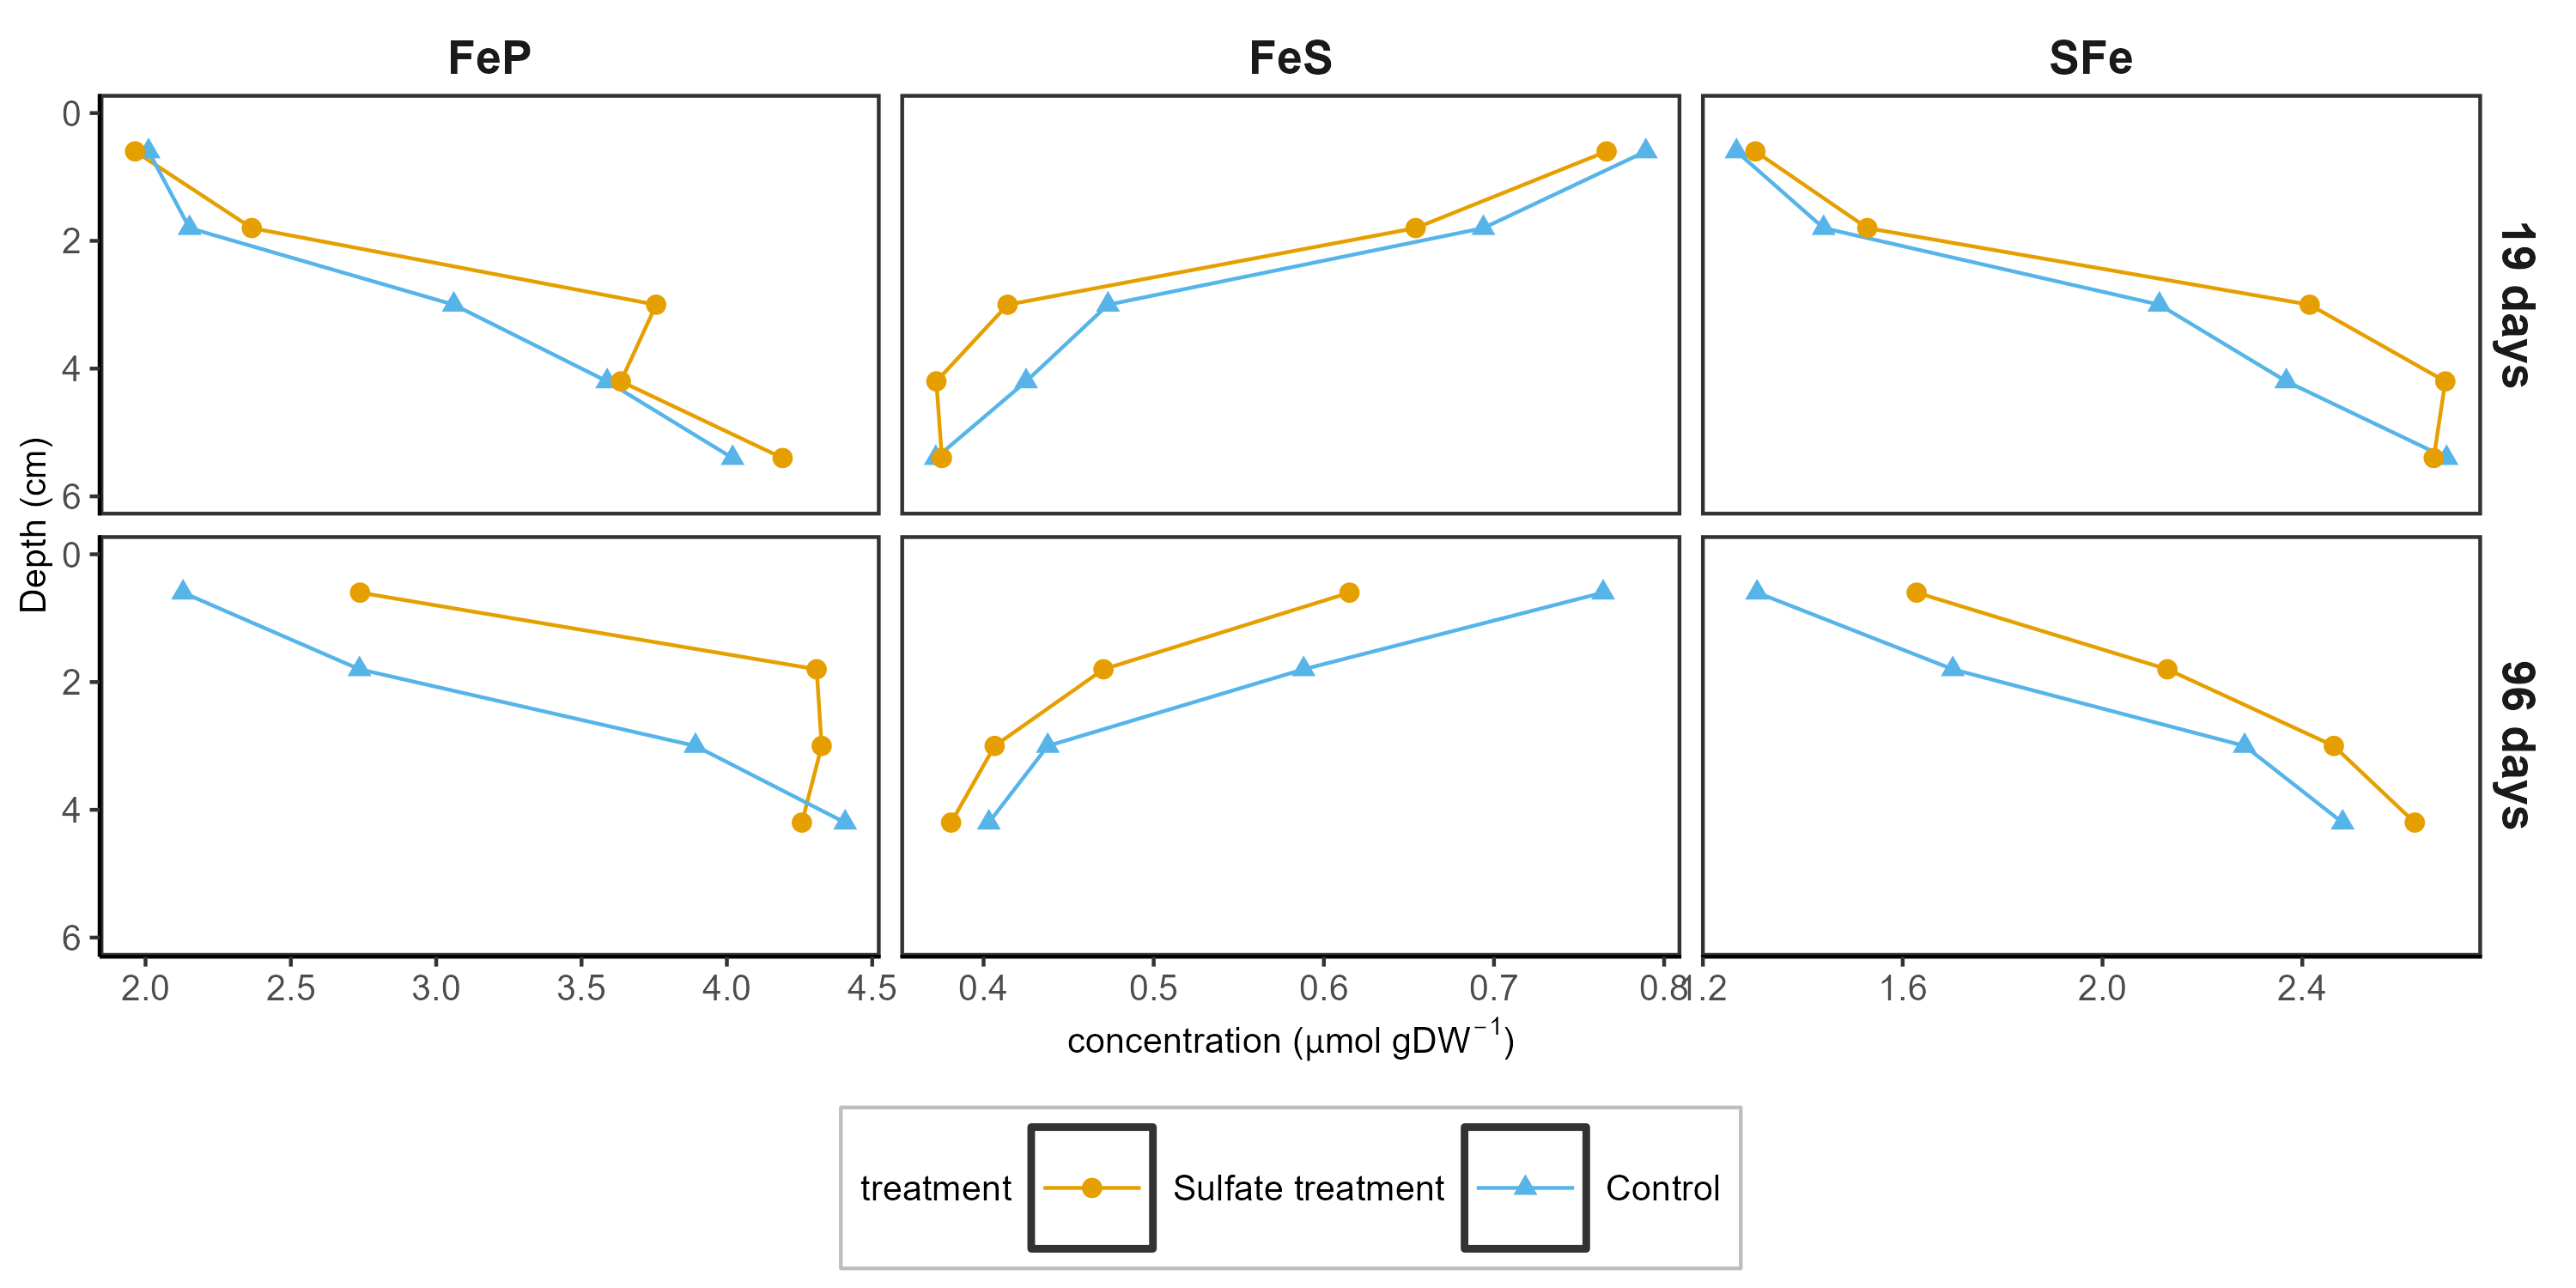 FeP FeS SFe
0
2
4
6
19 days
Depth (cm)
0
2
4
6
96 days
2.0 2.5 3.0 3.5 4.0 4.5 0.4 0.5 0.6 0.7 0.8 1.2 1.6 2.0 2.4
concentration (µmol gDW⁻¹)
treatment Sulfate treatment Control